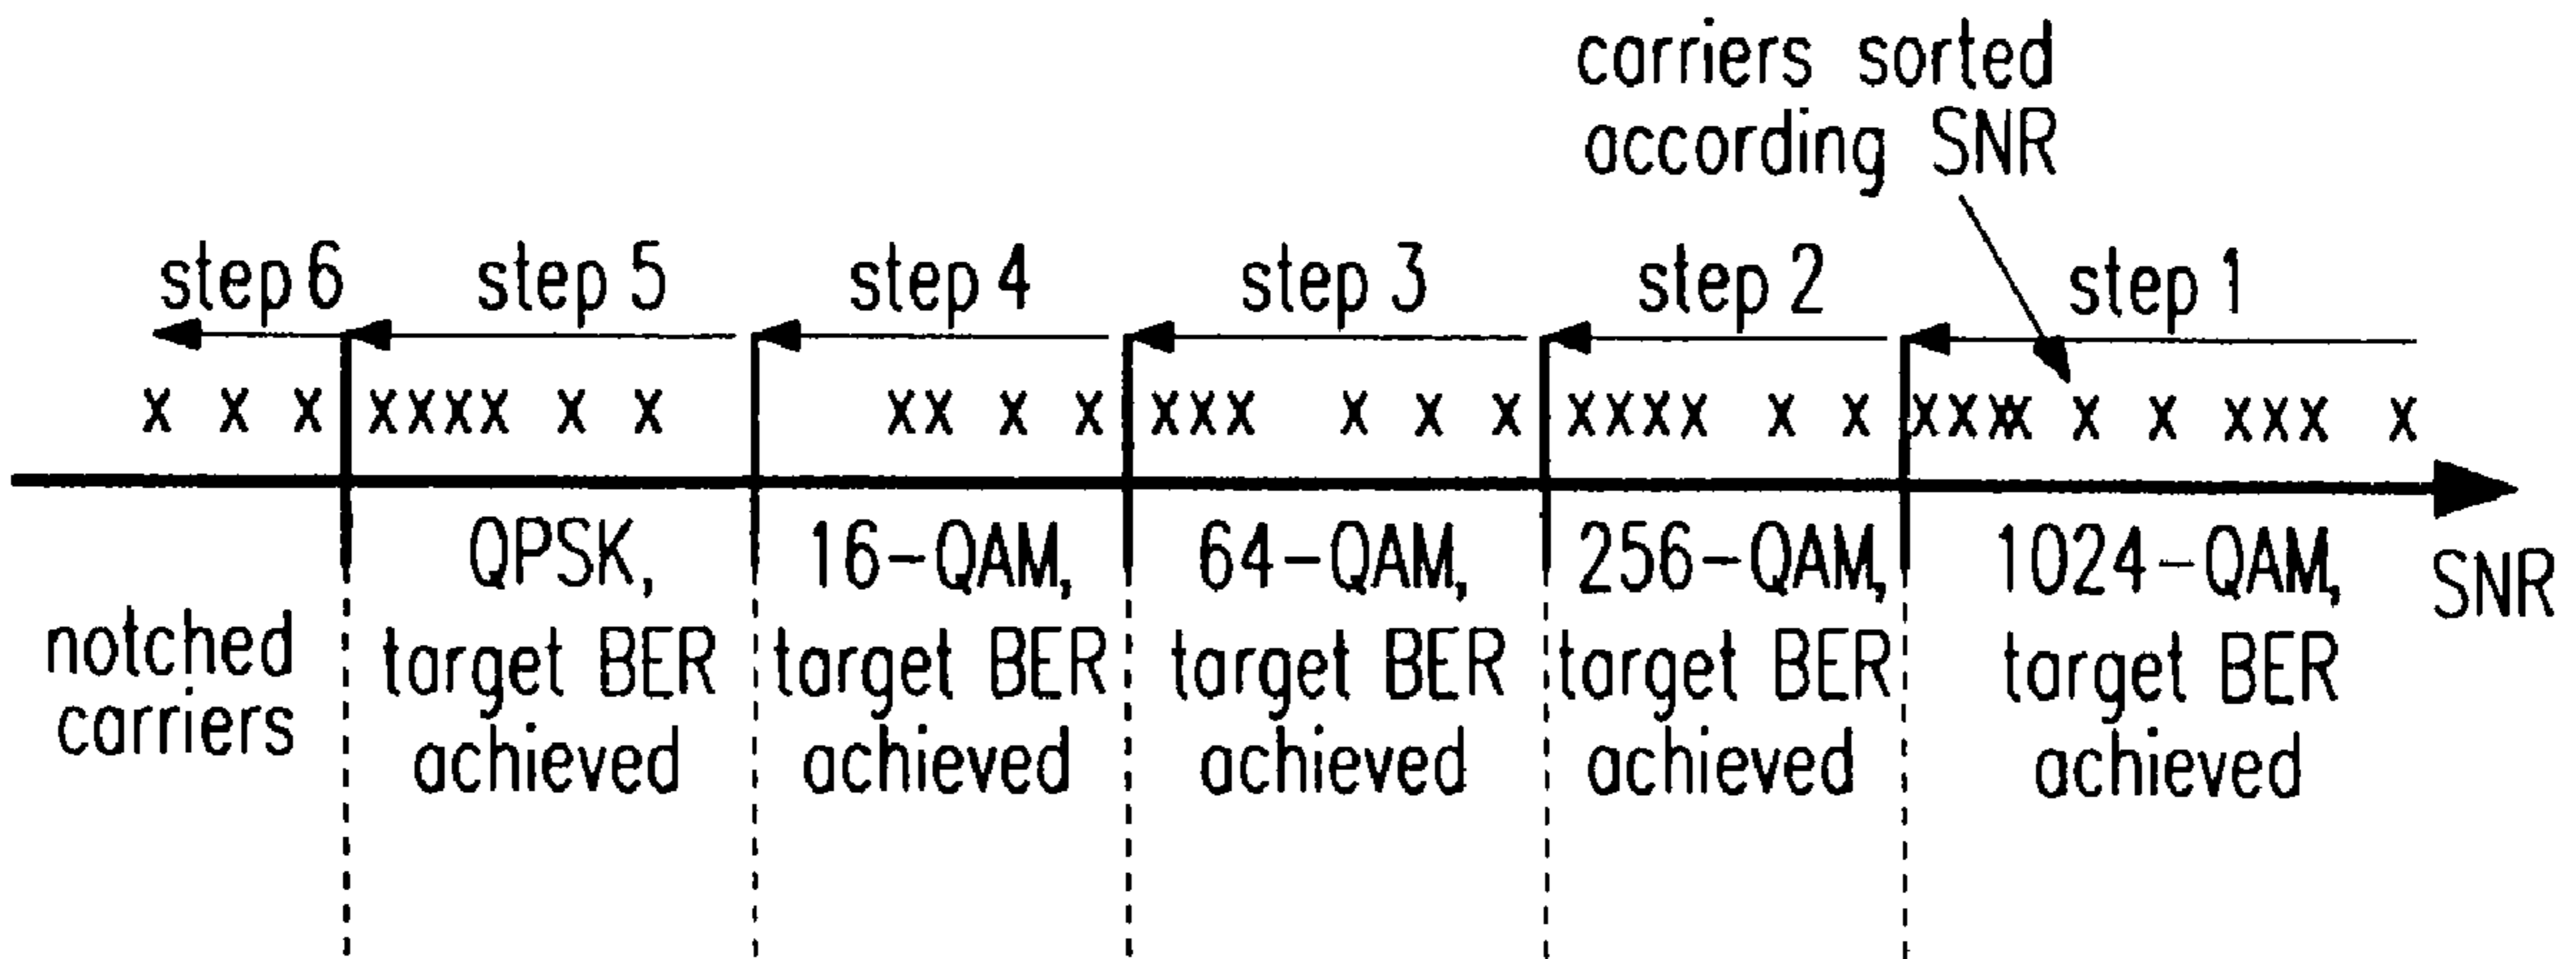 carriers sorted
according SNR
step 6 step 5 step 4 step 3 step 2 step 1
x x x xxxx x x xx x x xxx x x x xxxx x x xxxx x x xxx x
QPSK, 16-QAM, 64-QAM, 256-QAM, 1024-QAM, SNR
notched target BER target BER target BER target BER target BER
carriers achieved achieved achieved achieved achieved